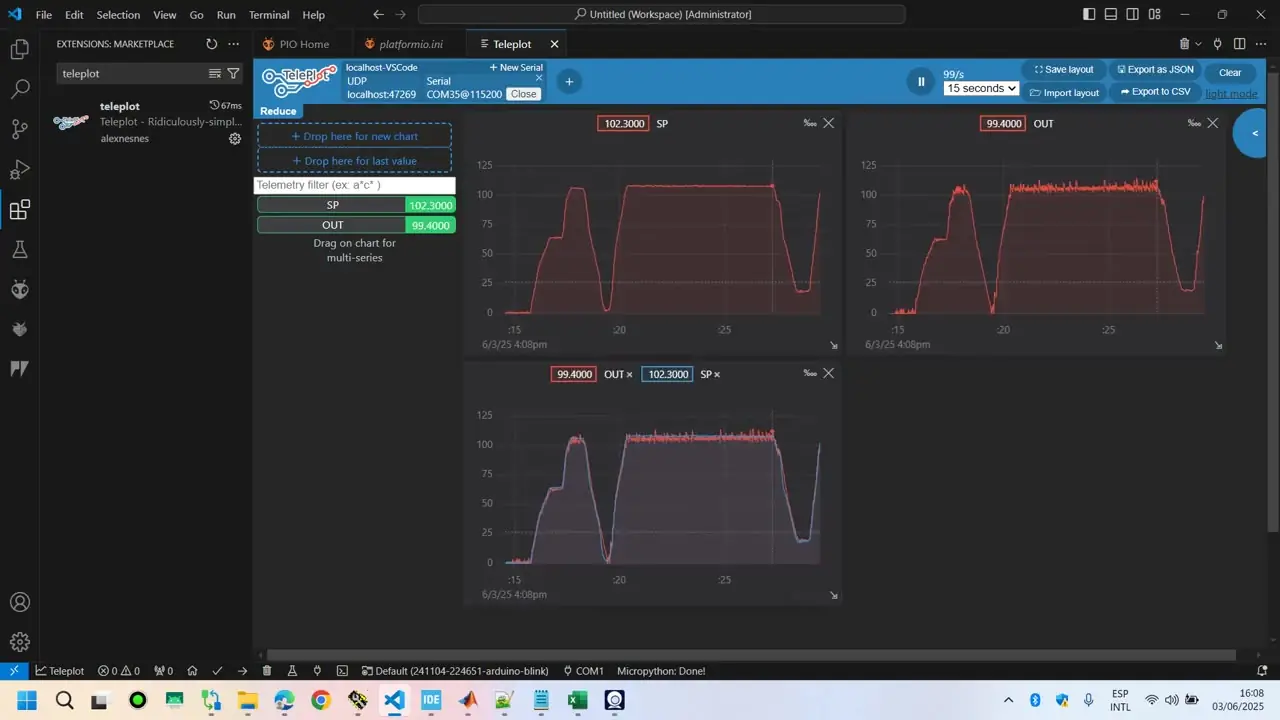 File Edit Selection View Go Run Terminal Help
Untitled (Workspace) [Administrator]
EXTENSIONS: MARKETPLACE
PIO Home
platformio.ini
Teleplot
teleplot
teleplot
67ms
Teleplot - Ridiculously-simpl...
alexnesnes
TelePlot
localhost-VSCode
+ New Serial
UDP
Serial
localhost:47269
COM35@115200
Close
+
99/s
15 seconds
Save layout
Export as JSON
Clear
Import layout
Export to CSV
light mode
Reduce
+ Drop here for new chart
+ Drop here for last value
Telemetry filter (ex: a*c* )
SP 102.3000
OUT 99.4000
Drag on chart for
multi-series
<
102.3000 SP
125
100
75
50
25
0
:15 :20 :25
6/3/25 4:08pm
99.4000 OUT
125
100
75
50
25
0
:15 :20 :25
6/3/25 4:08pm
99.4000 OUT × 102.3000 SP ×
125
100
75
50
25
0
:15 :20 :25
6/3/25 4:08pm
Teleplot
0 0
0
Default (241104-224651-arduino-blink)
COM1
Micropython: Done!
IDE
ESP
INTL
16:08
03/06/2025